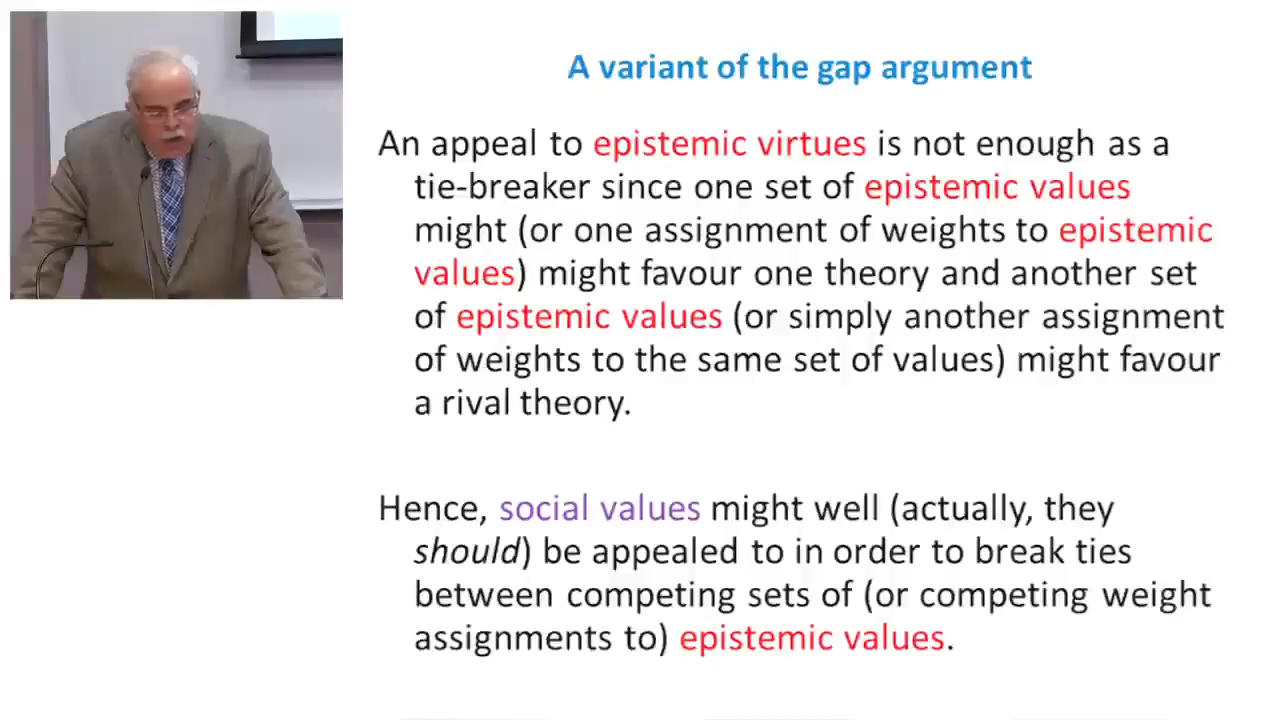 A variant of the gap argument
An appeal to epistemic virtues is not enough as a
tie-breaker since one set of epistemic values
might (or one assignment of weights to epistemic
values) might favour one theory and another set
of epistemic values (or simply another assignment
of weights to the same set of values) might favour
a rival theory.
Hence, social values might well (actually, they
should) be appealed to in order to break ties
between competing sets of (or competing weight
assignments to) epistemic values.